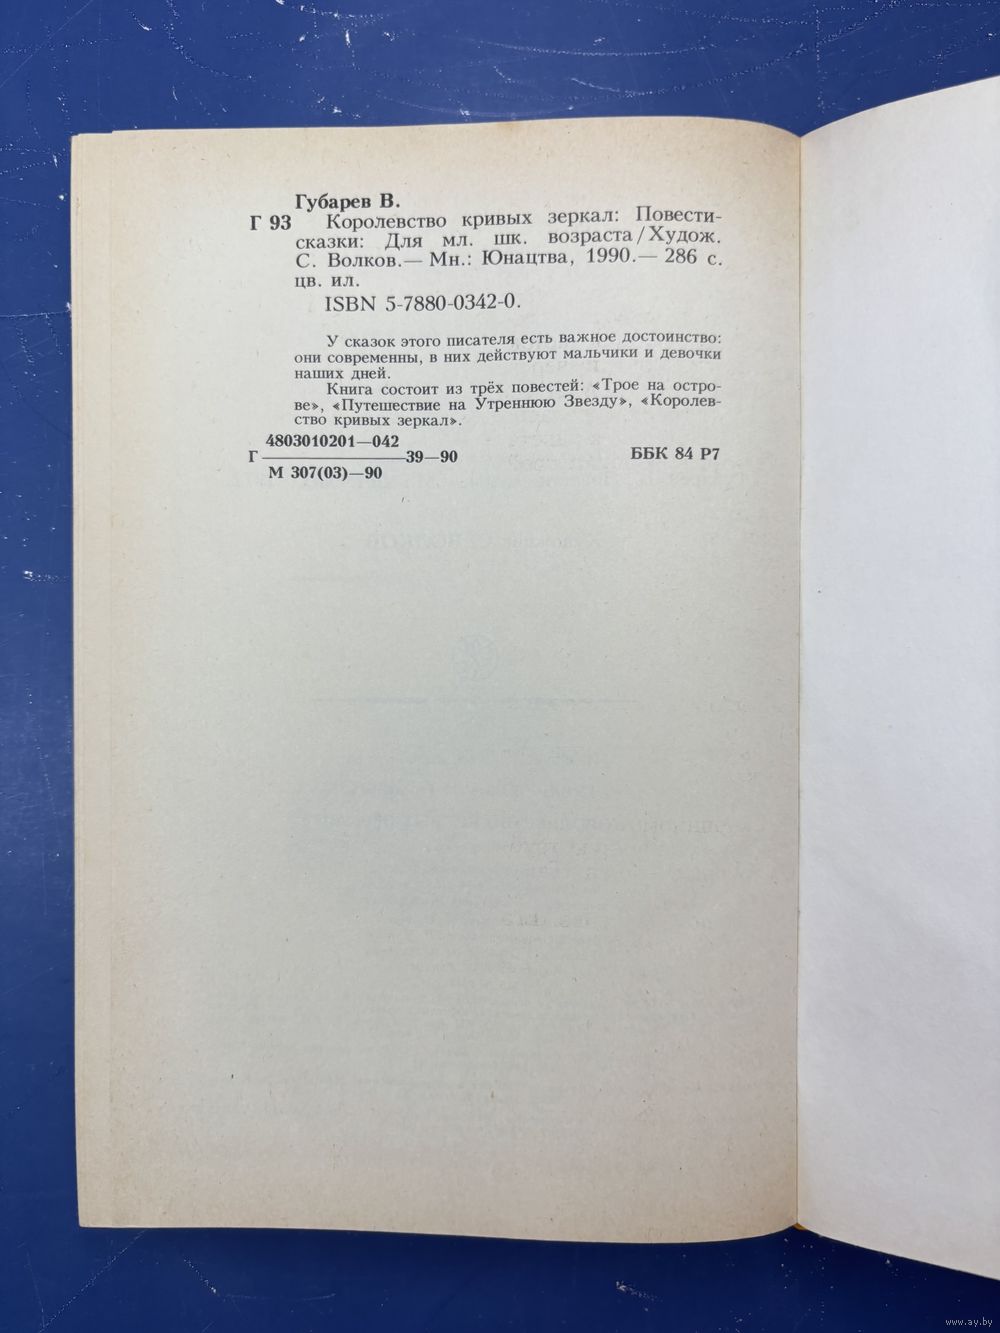 Губарев В.
Г 93 Королевство кривых зеркал: Повести-
сказки: Для мл. шк. возраста/Худож.
С. Волков.— Мн.: Юнацтва, 1990.— 286 с.
цв. ил.
ISBN 5-7880-0342-0.
У сказок этого писателя есть важное достоинство:
они современны, в них действуют мальчики и девочки
наших дней.
Книга состоит из трёх повестей: «Трое на остро-
ве», «Путешествие на Утреннюю Звезду», «Королев-
ство кривых зеркал».
4803010201—042
Г 39—90
М 307(03)—90
ББК 84 Р7
www.ay.by